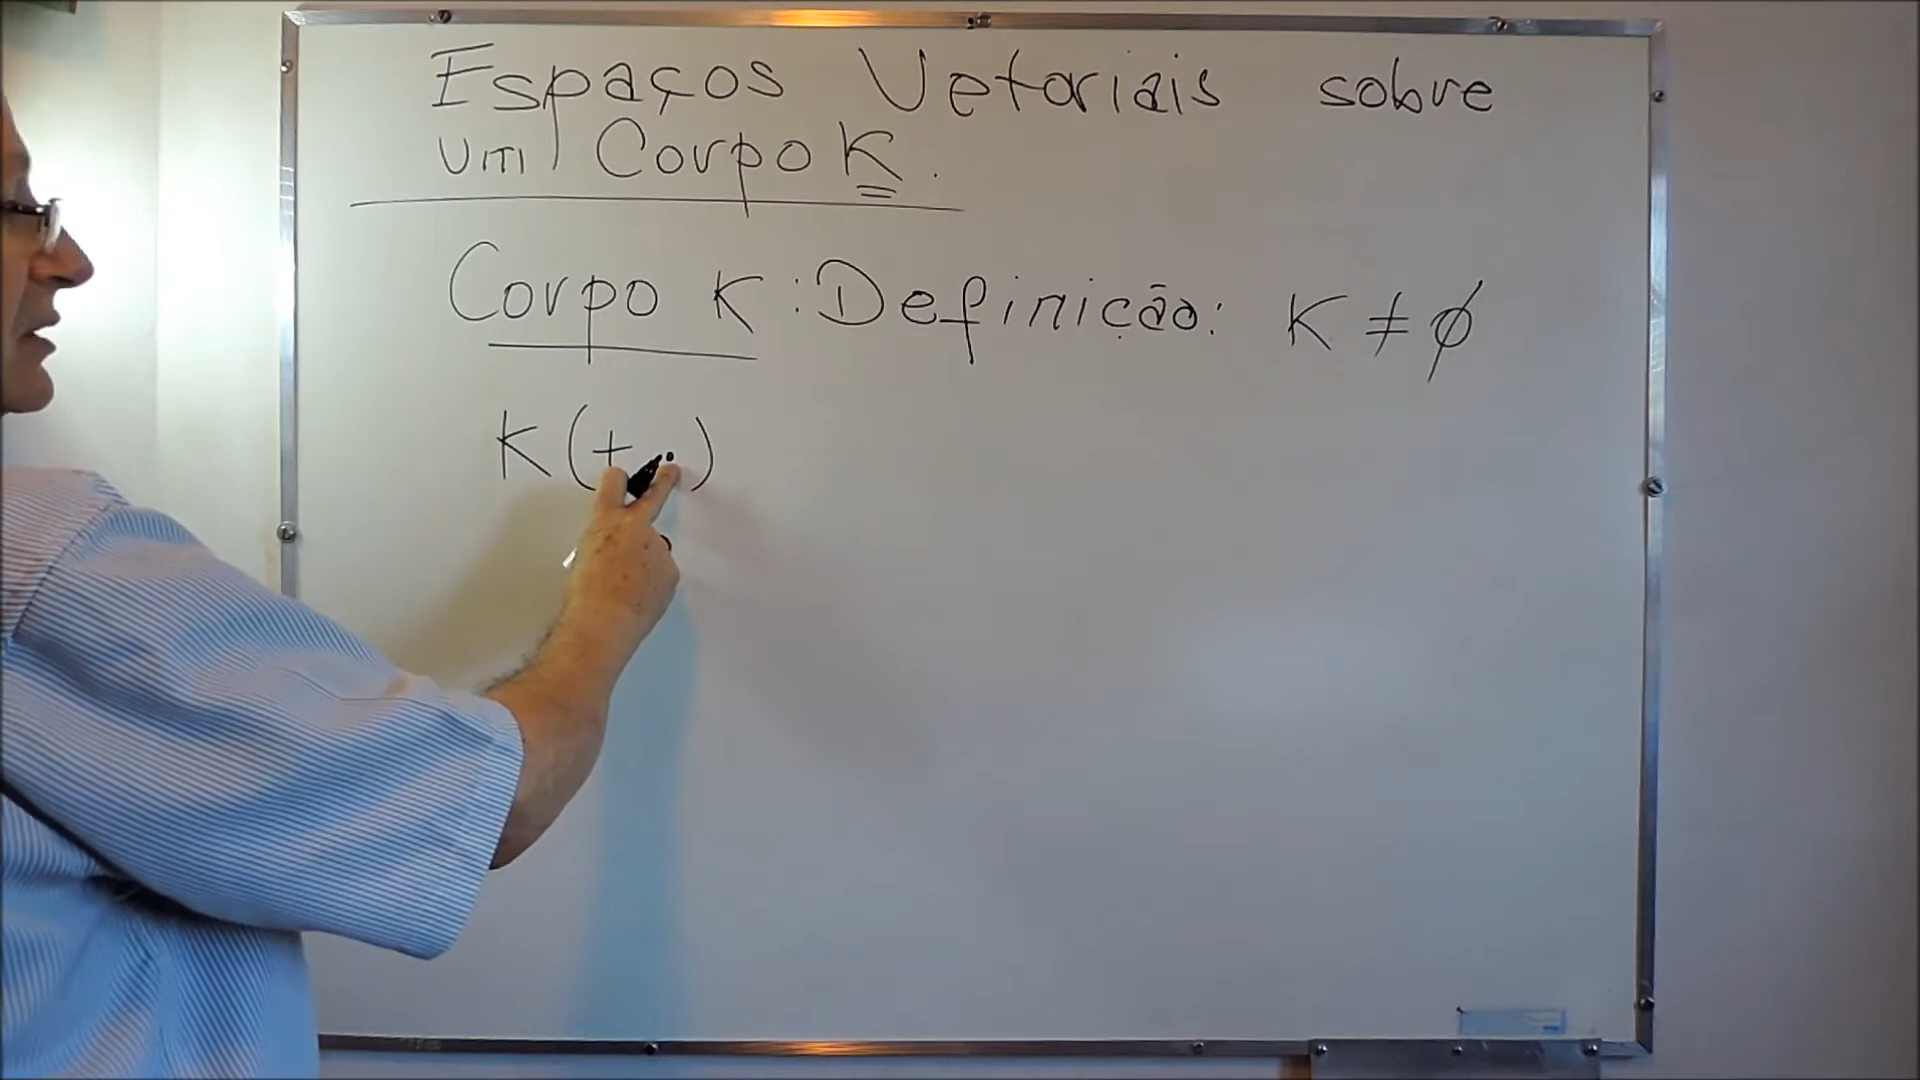 Espaços Vetoriais sobre
um Corpo K.
Corpo K : Definição: K ≠ ∅
K (+ .)